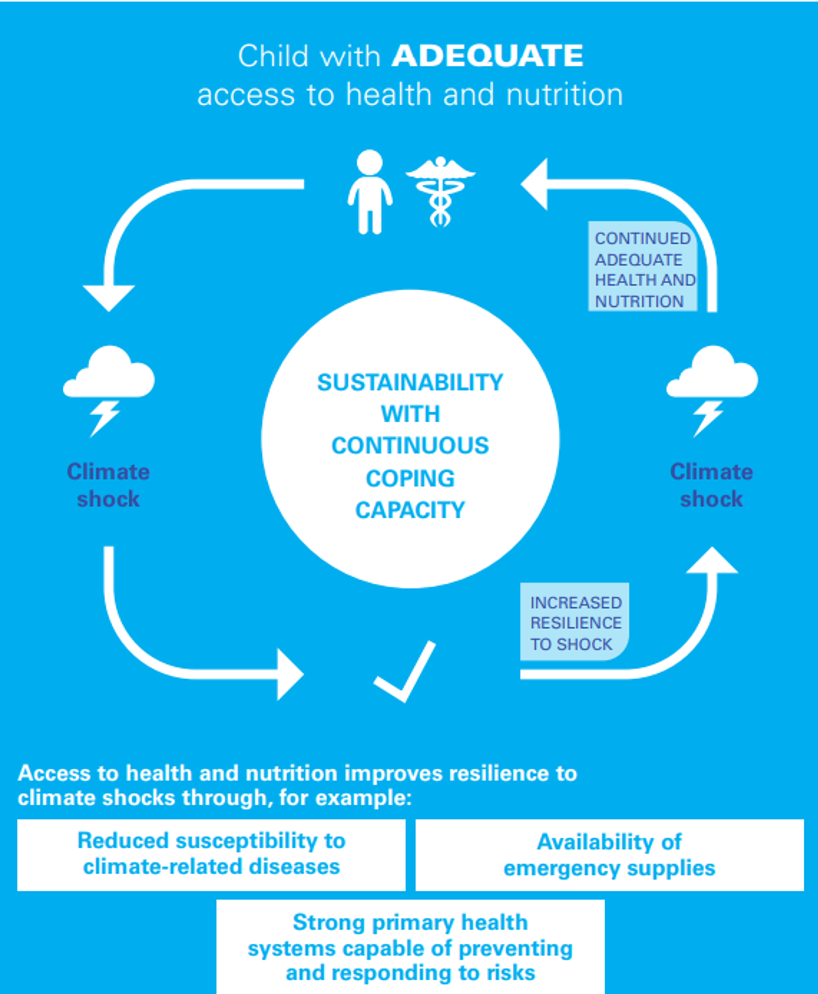 Child with ADEQUATE
access to health and nutrition
CONTINUED
ADEQUATE
HEALTH AND
NUTRITION
SUSTAINABILITY
WITH
CONTINUOUS
COPING
CAPACITY
Climate
shock
Climate
shock
INCREASED
RESILIENCE
TO SHOCK
Access to health and nutrition improves resilience to
climate shocks through, for example:
Reduced susceptibility to
climate-related diseases
Availability of
emergency supplies
Strong primary health
systems capable of preventing
and responding to risks